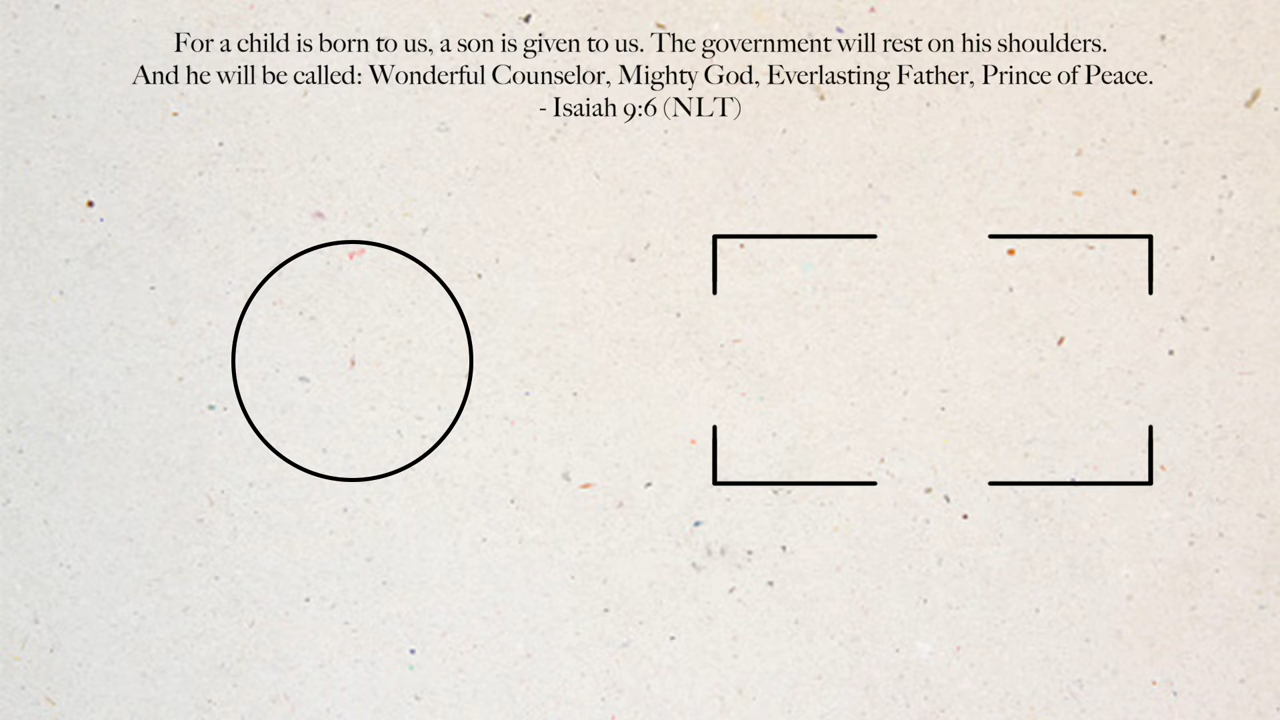 For a child is born to us, a son is given to us. The government will rest on his shoulders.
And he will be called: Wonderful Counselor, Mighty God, Everlasting Father, Prince of Peace.
- Isaiah 9:6 (NLT)